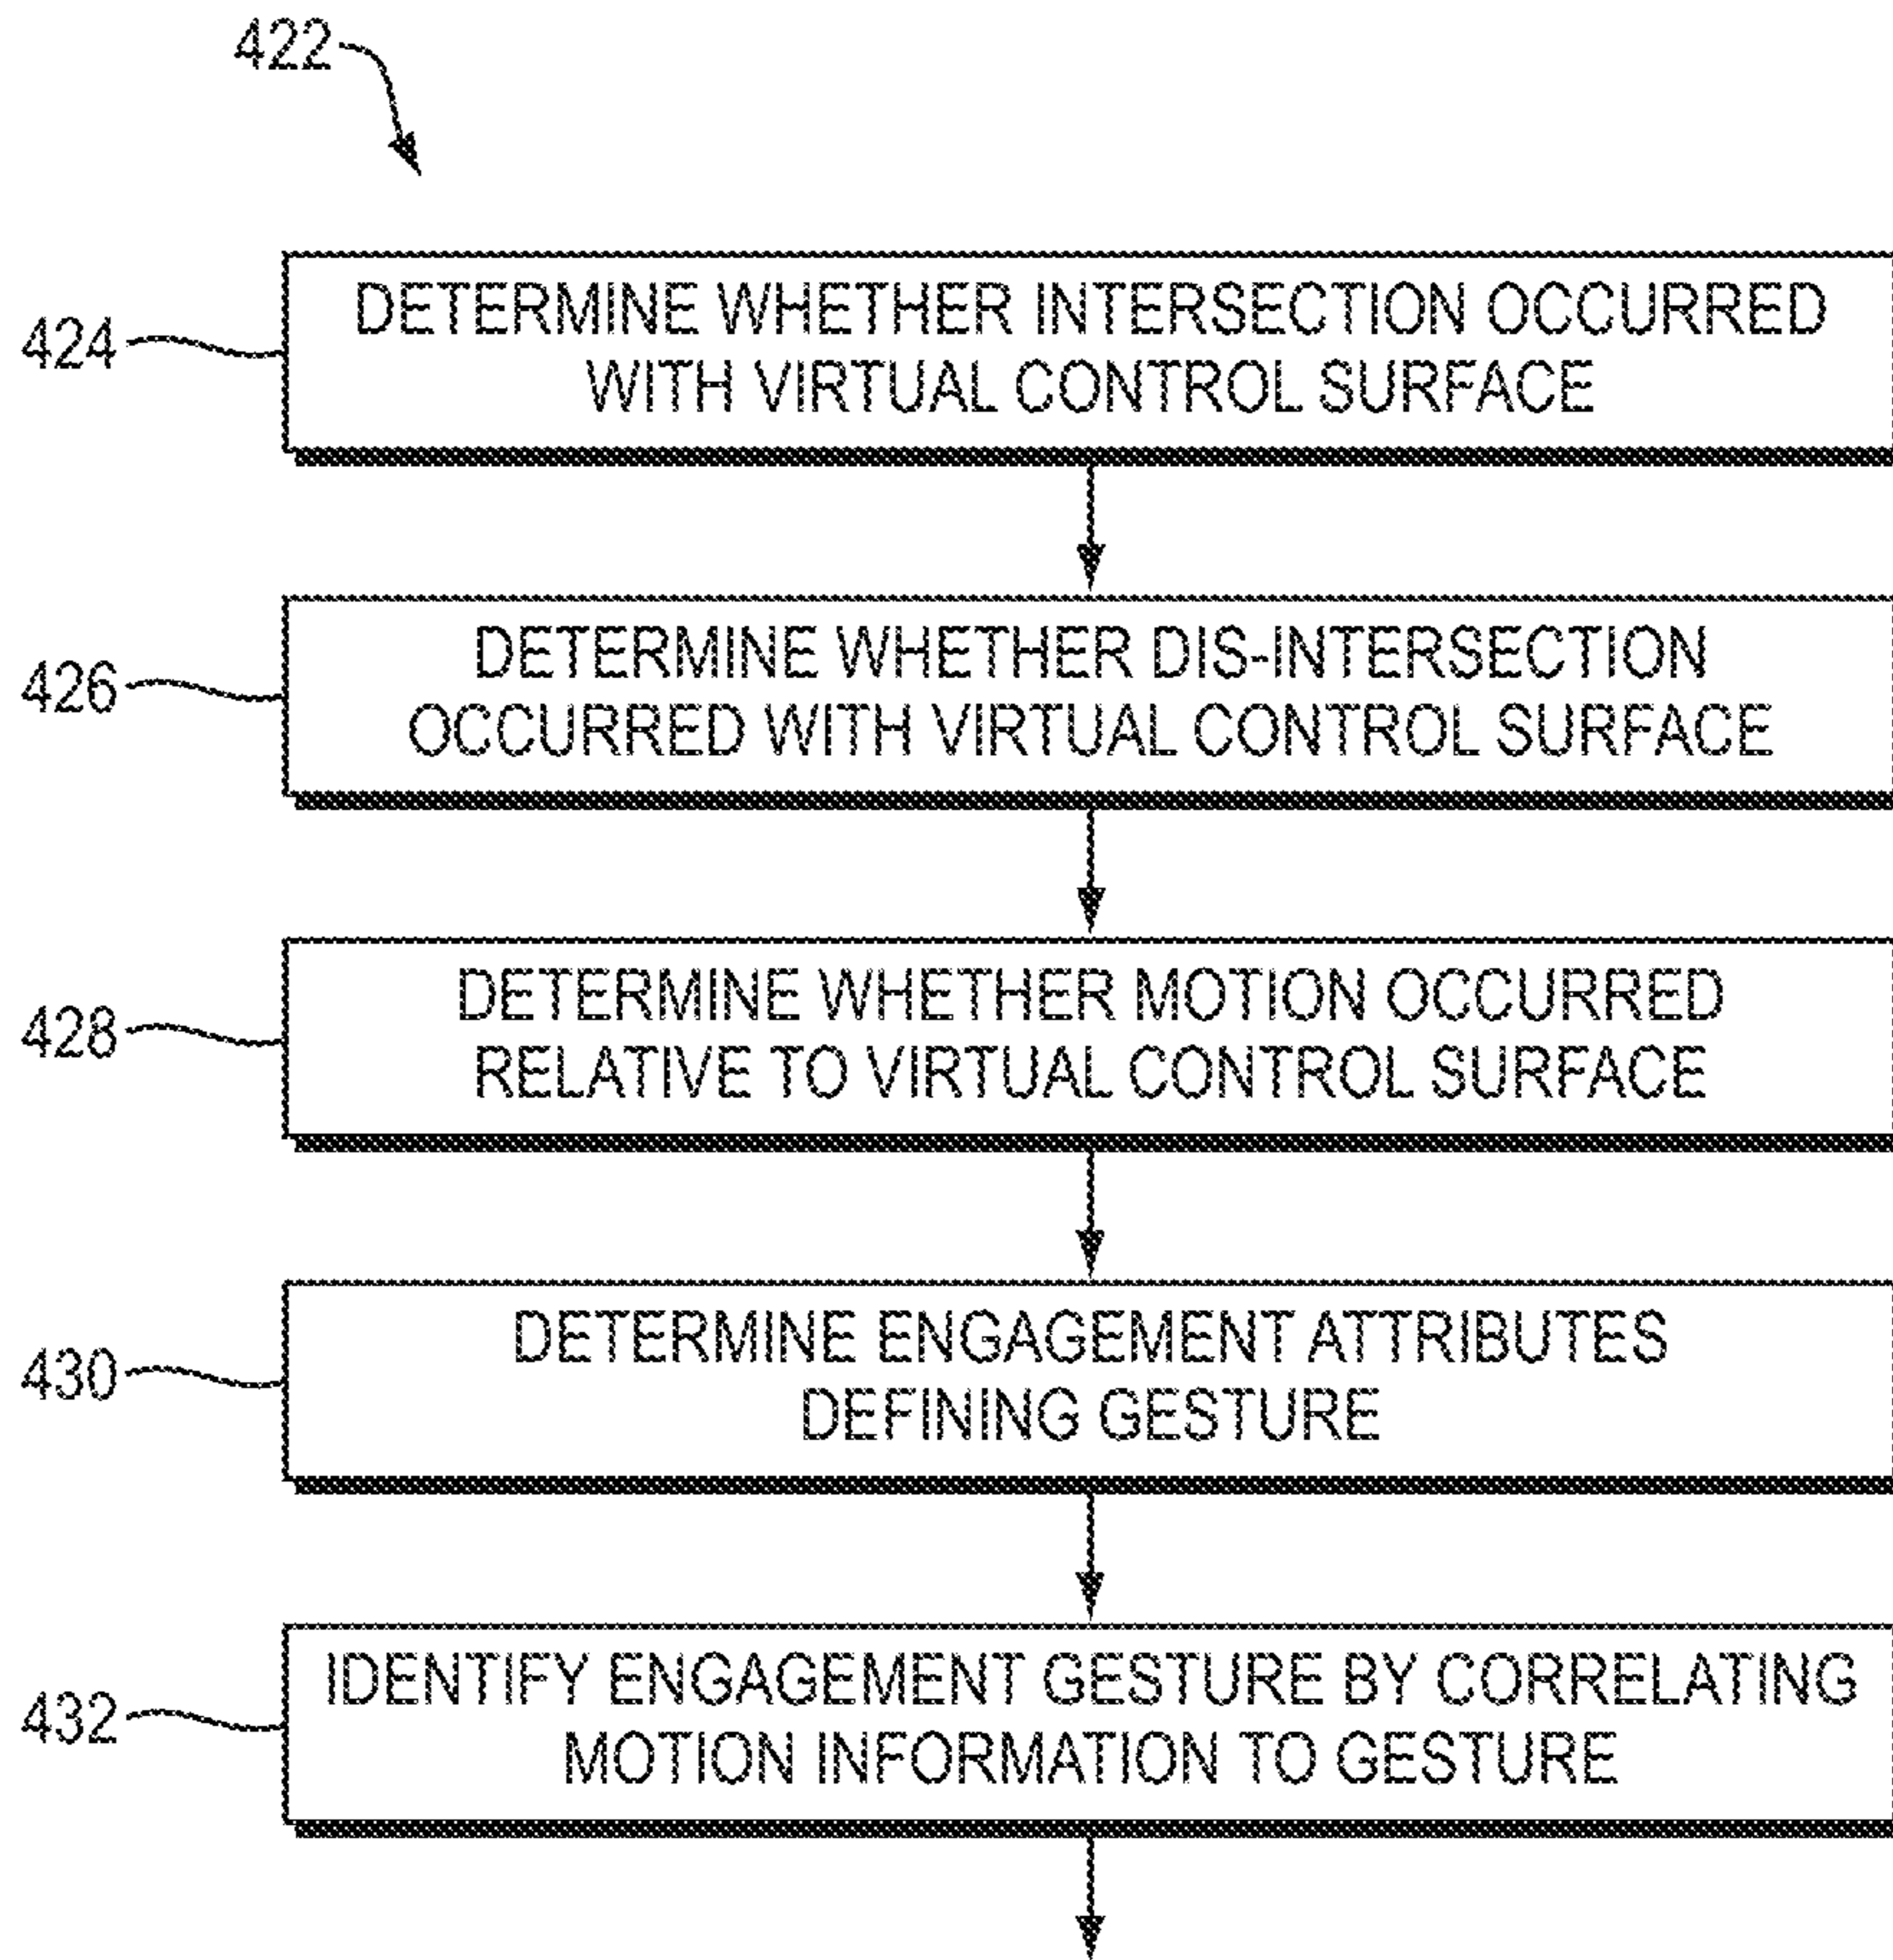 422
424
DETERMINE WHETHER INTERSECTION OCCURRED
WITH VIRTUAL CONTROL SURFACE
426
DETERMINE WHETHER DIS-INTERSECTION
OCCURRED WITH VIRTUAL CONTROL SURFACE
428
DETERMINE WHETHER MOTION OCCURRED
RELATIVE TO VIRTUAL CONTROL SURFACE
430
DETERMINE ENGAGEMENT ATTRIBUTES
DEFINING GESTURE
432
IDENTIFY ENGAGEMENT GESTURE BY CORRELATING
MOTION INFORMATION TO GESTURE